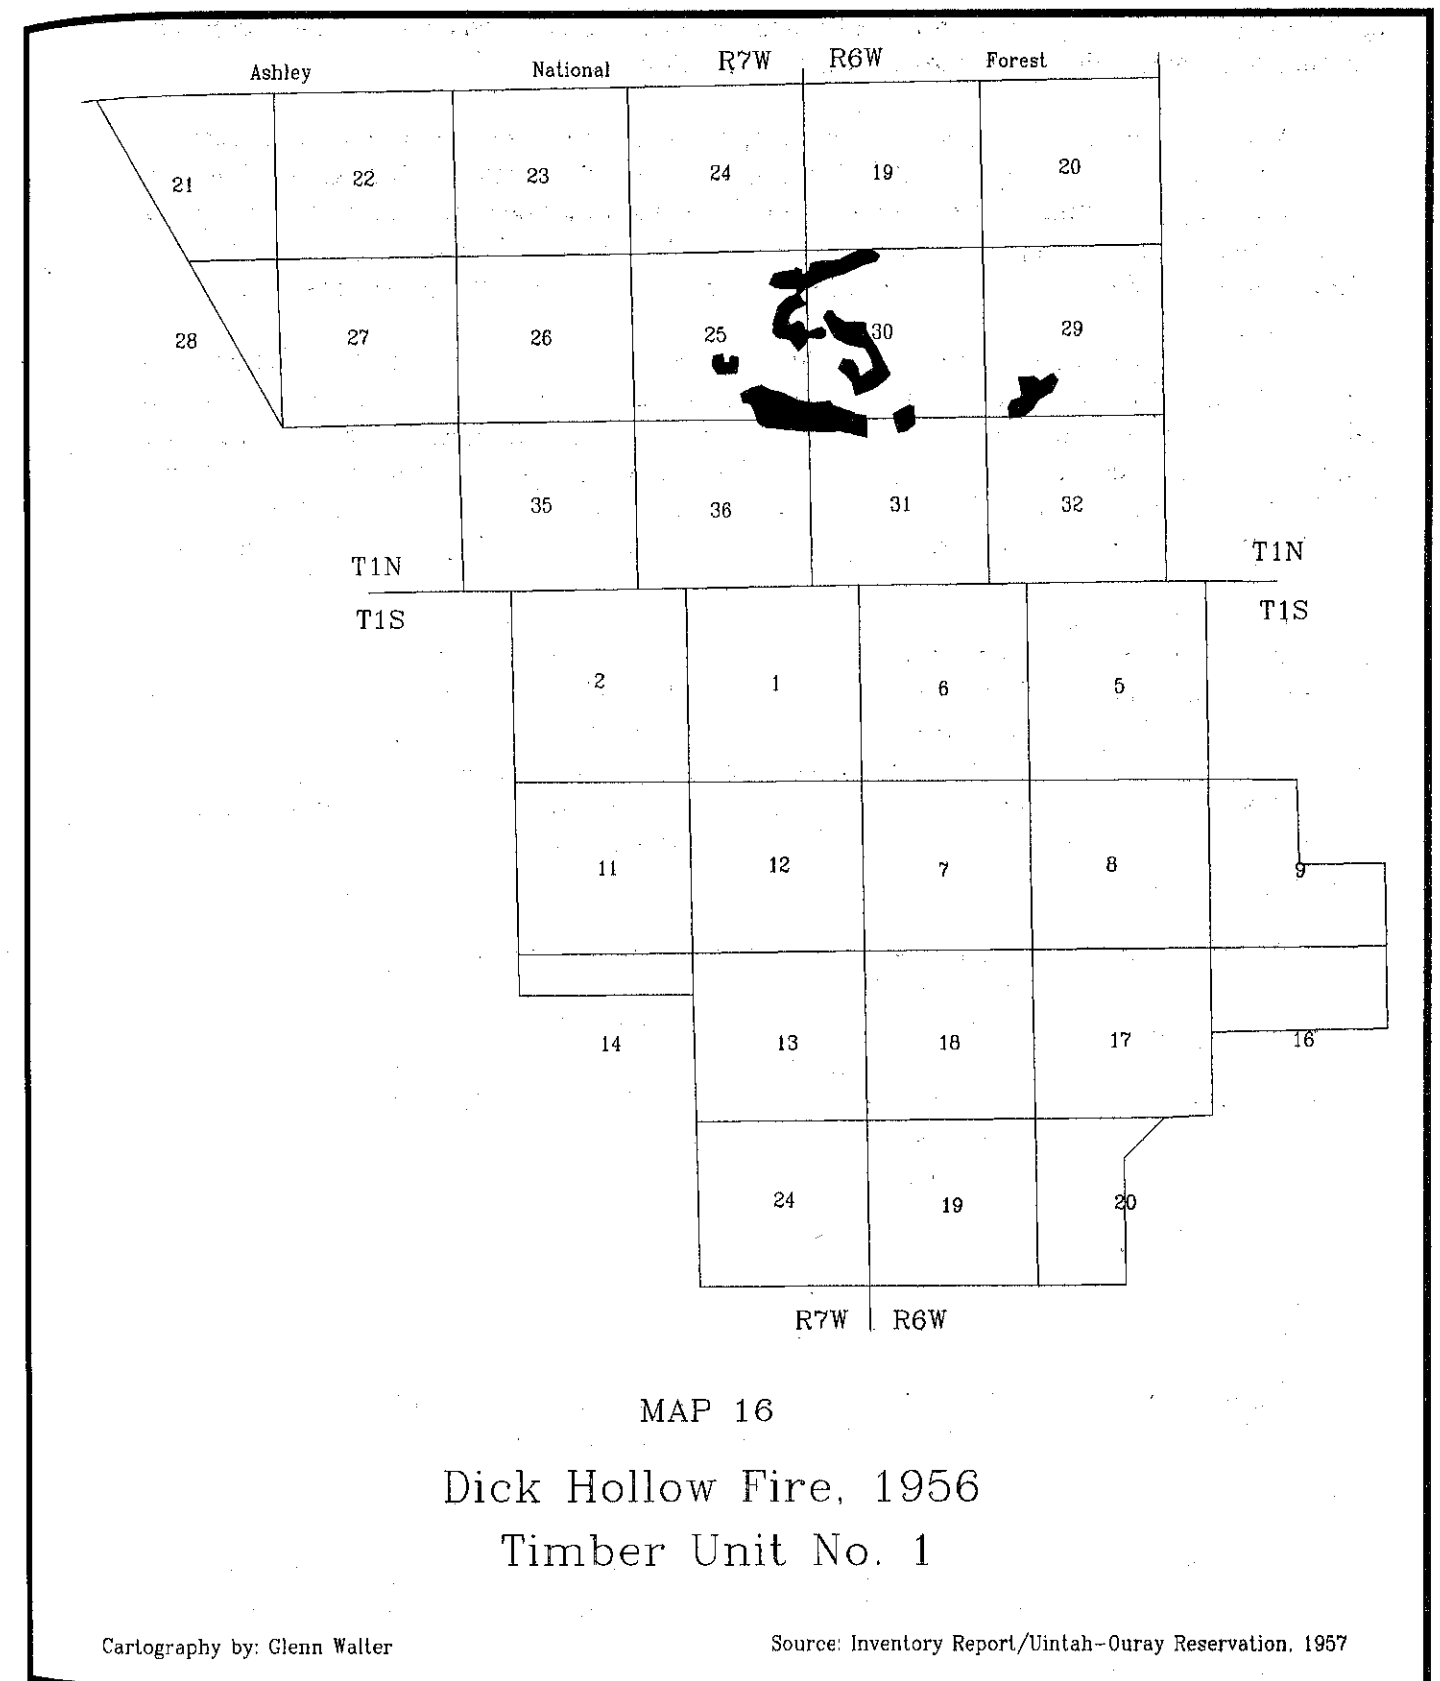 R7W R6W
Ashley National Forest
21 22 23 24 19 20
28 27 26 25 30 29
35 36 31 32
T1N T1N
T1S T1S
2 1 6 5
11 12 7 8 9
14 13 18 17 16
24 19 20
R7W R6W
MAP 16
Dick Hollow Fire, 1956
Timber Unit No. 1
Cartography by: Glenn Walter
Source: Inventory Report/Uintah-Ouray Reservation, 1957